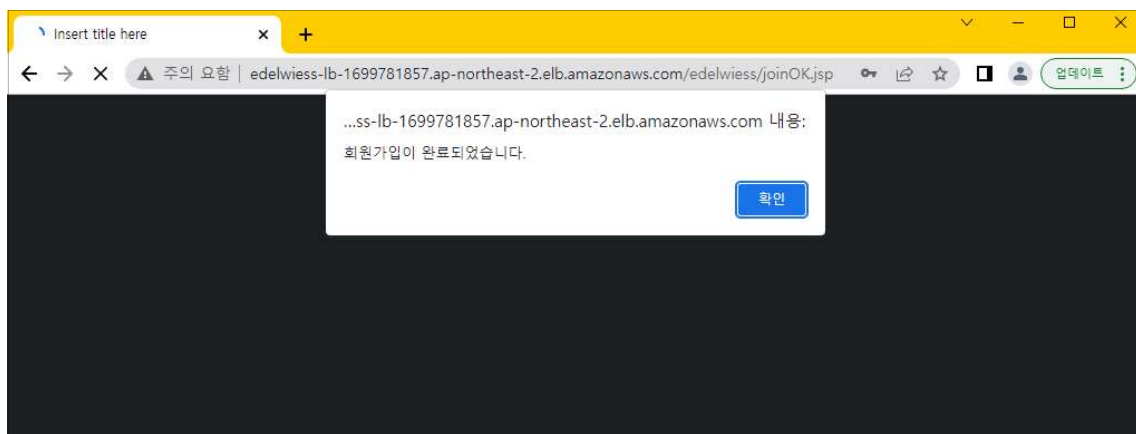 Insert title here
주의 요함 | edelwiess-lb-1699781857.ap-northeast-2.elb.amazonaws.com/edelwiess/joinOK.jsp
업데이트
...ss-lb-1699781857.ap-northeast-2.elb.amazonaws.com 내용:
회원가입이 완료되었습니다.
확인